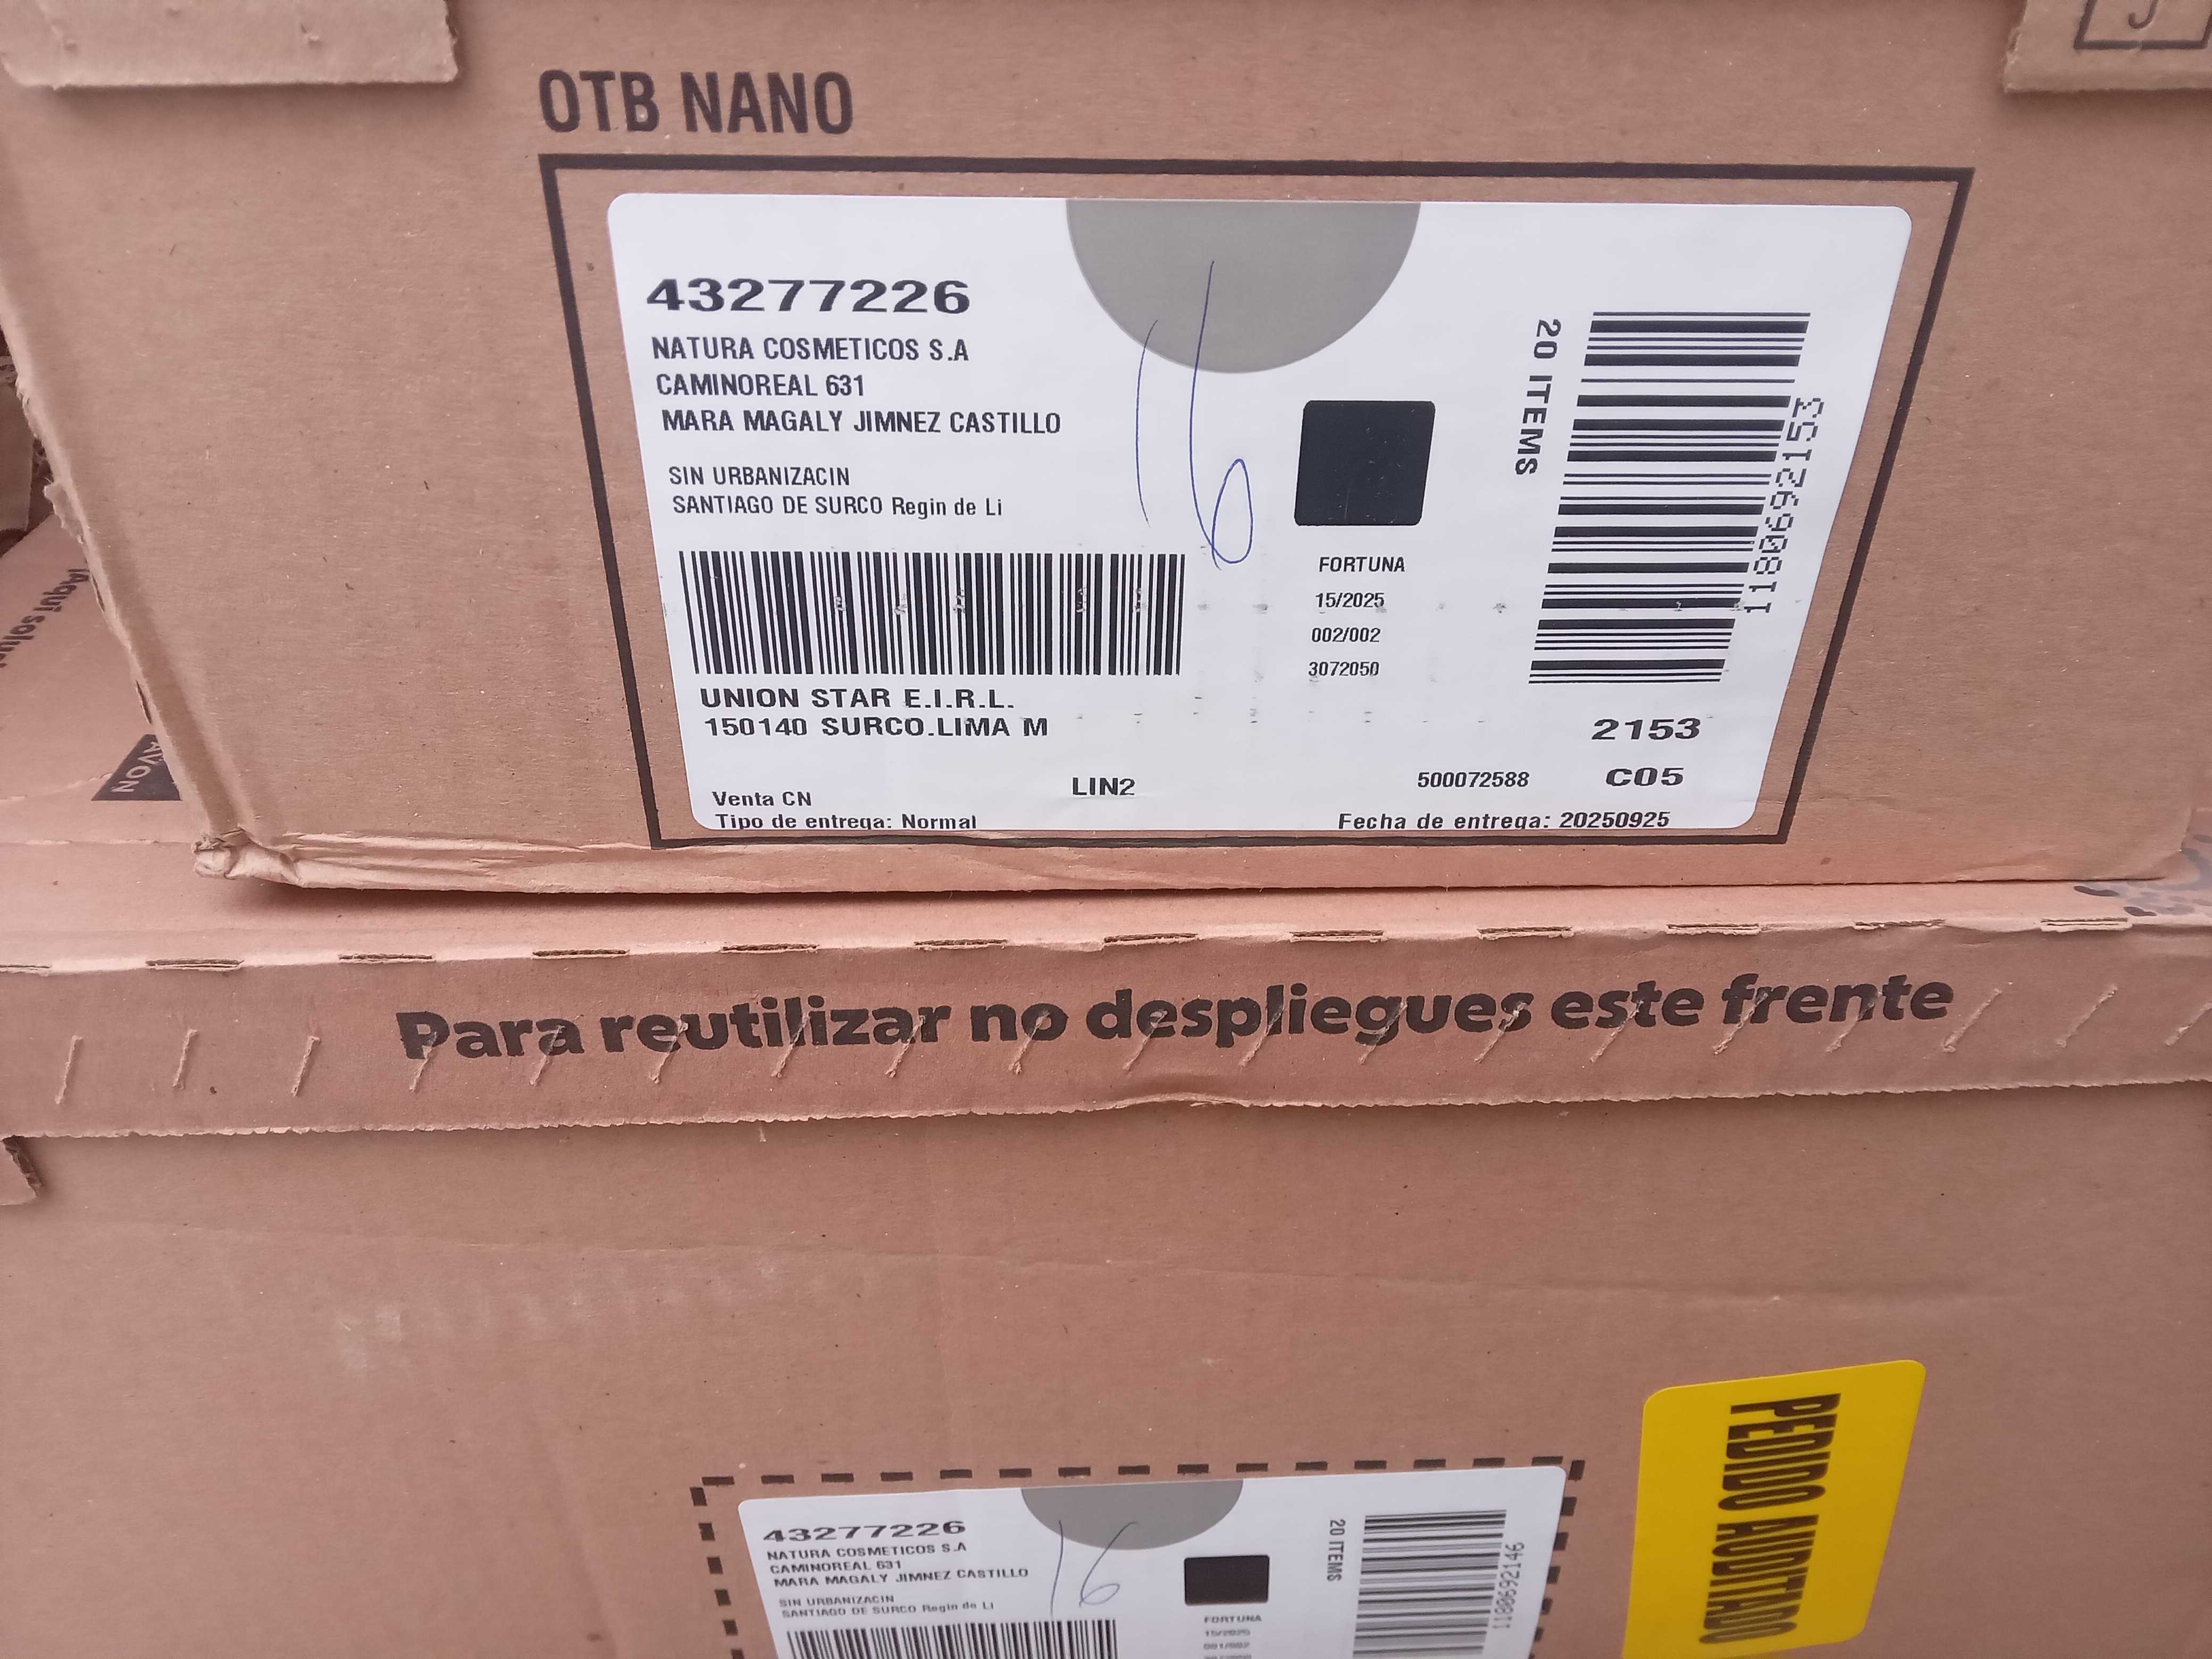 J
OTB NANO
43277226
NATURA COSMETICOS S.A
CAMINOREAL 631
MARA MAGALY JIMNEZ CASTILLO
SIN URBANIZACIN
SANTIAGO DE SURCO Regin de Li
16
20 ITEMS
1180692153
FORTUNA
15/2025
002/002
3072050
UNION STAR E.I.R.L.
150140 SURCO.LIMA M
2153
LIN2
500072588
C05
Venta CN
Tipo de entrega: Normal
Fecha de entrega: 20250925
AVON
Para reutilizar no despliegues este frente
PEDIDO AUDITADO
43277226
NATURA COSMETICOS S.A
CAMINOREAL 631
MARA MAGALY JIMNEZ CASTILLO
SIN URBANIZACIN
SANTIAGO DE SURCO Regin de Li
16
20 ITEMS
1180692146
FORTUNA
15/2025
001/002